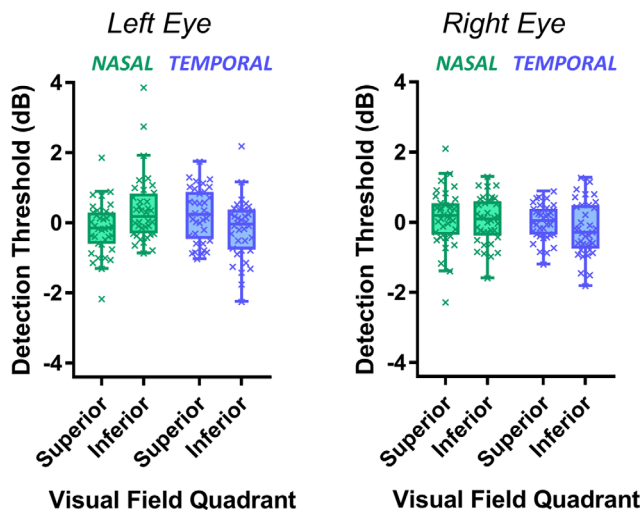 Left Eye
NASAL TEMPORAL
Detection Threshold (dB)
4
2
0
-2
-4
Superior
Inferior
Superior
Inferior
Visual Field Quadrant
Right Eye
NASAL TEMPORAL
Detection Threshold (dB)
4
2
0
-2
-4
Superior
Inferior
Superior
Inferior
Visual Field Quadrant